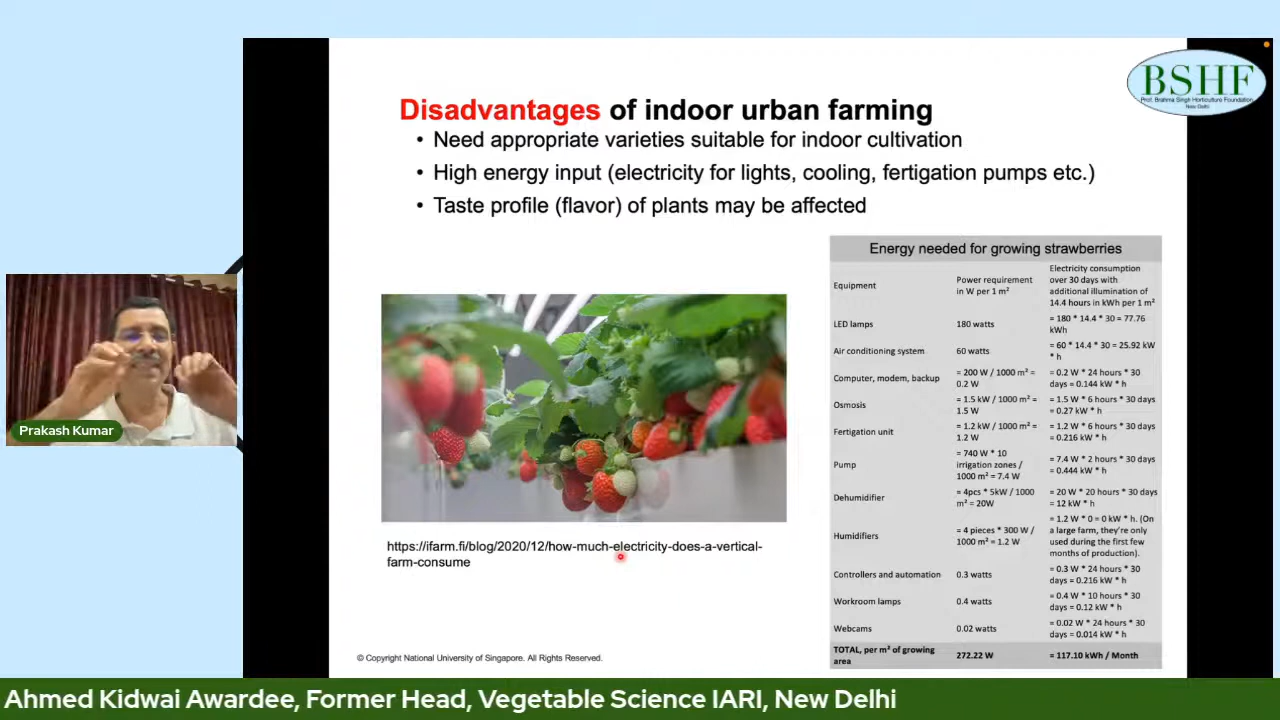 BSHF
Prof. Brahma Singh Horticulture Foundation
New Delhi
Disadvantages of indoor urban farming
• Need appropriate varieties suitable for indoor cultivation
• High energy input (electricity for lights, cooling, fertigation pumps etc.)
• Taste profile (flavor) of plants may be affected
Energy needed for growing strawberries
Equipment
Power requirement
in W per 1 m²
Electricity consumption
over 30 days with
additional illumination of
14.4 hours in kWh per 1 m²
LED lamps
180 watts
= 180 * 14.4 * 30 = 77.76
kWh
Air conditioning system
60 watts
= 60 * 14.4 * 30 = 25.92 kW
* h
Computer, modem, backup
= 200 W / 1000 m² =
0.2 W
= 0.2 W * 24 hours * 30
days = 0.144 kW * h
Osmosis
= 1.5 kW / 1000 m² =
1.5 W
= 1.5 W * 6 hours * 30 days
= 0.27 kW * h
Fertigation unit
= 1.2 kW / 1000 m² =
1.2 W
= 1.2 W * 6 hours * 30 days
= 0.216 kW * h
Pump
= 740 W * 10
irrigation zones /
1000 m² = 7.4 W
= 7.4 W * 2 hours * 30 days
= 0.444 kW * h
Dehumidifier
= 4pcs * 5kW / 1000
m² = 20W
= 20 W * 20 hours * 30 days
= 12 kW * h
Humidifiers
= 4 pieces * 300 W /
1000 m² = 1.2 W
= 1.2 W * 0 = 0 kW * h. (On
a large farm, they're only
used during the first few
months of production).
Controllers and automation
0.3 watts
= 0.3 W * 24 hours * 30
days = 0.216 kW * h
Workroom lamps
0.4 watts
= 0.4 W * 10 hours * 30
days = 0.12 kW * h
Webcams
0.02 watts
= 0.02 W * 24 hours * 30
days = 0.014 kW * h
TOTAL, per m² of growing
area
272.22 W
= 117.10 kWh / Month
Prakash Kumar
https://ifarm.fi/blog/2020/12/how-much-electricity-does-a-vertical-
farm-consume
© Copyright National University of Singapore. All Rights Reserved.
Ahmed Kidwai Awardee, Former Head, Vegetable Science IARI, New Delhi